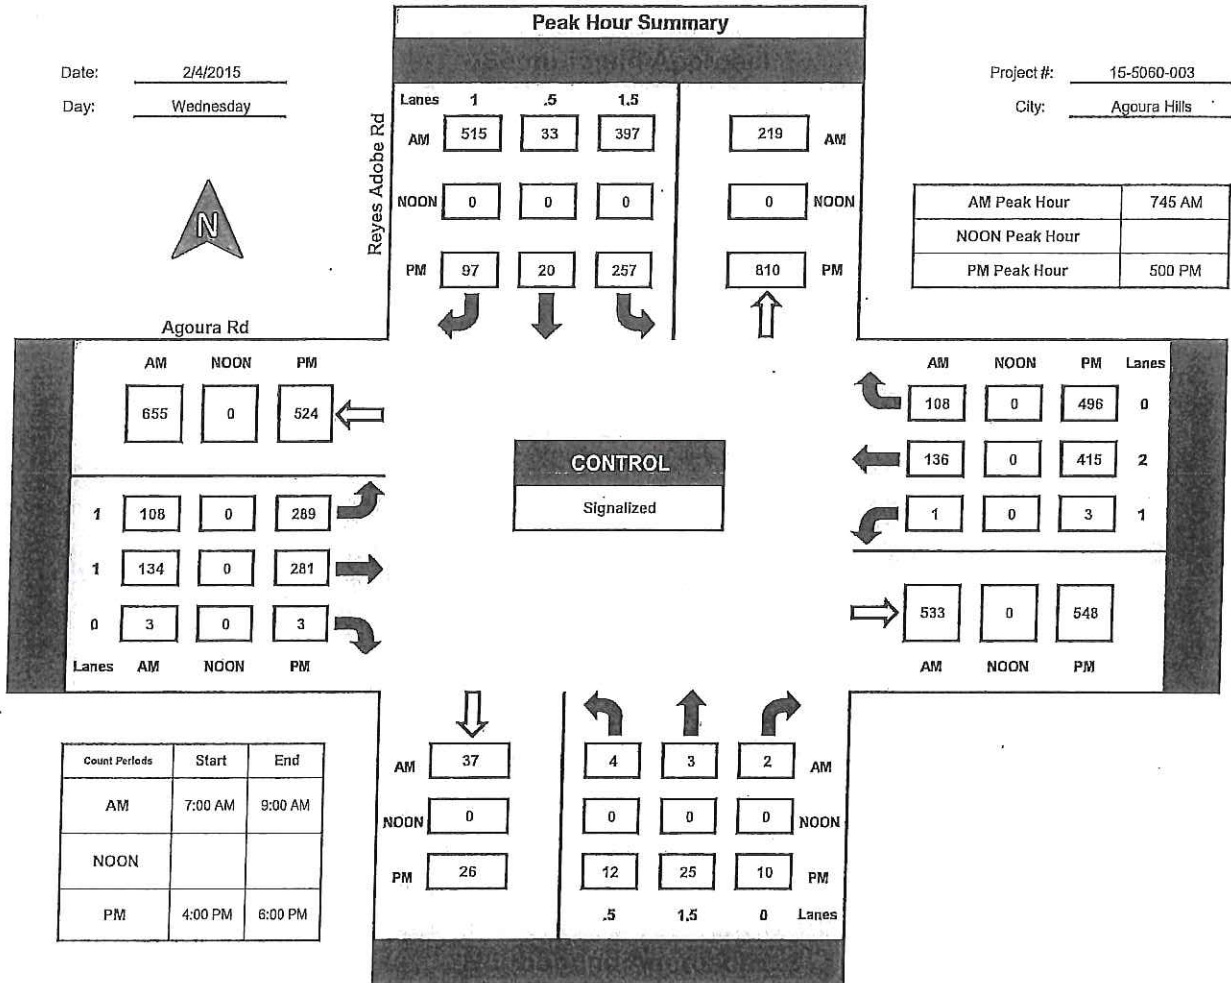 Peak Hour Summary
Date: 2/4/2015
Day: Wednesday
Project #: 15-5060-003
City: Agoura Hills
N
Reyes Adobe Rd
Lanes 1 .5 1.5
AM 515 33 397 219 AM
NOON 0 0 0 0 NOON
PM 97 20 257 810 PM
AM Peak Hour 745 AM
NOON Peak Hour
PM Peak Hour 500 PM
Agoura Rd
AM NOON PM
655 0 524
1 108 0 289
1 134 0 281
0 3 0 3
Lanes AM NOON PM
CONTROL
Signalized
AM NOON PM Lanes
108 0 496 0
136 0 415 2
1 0 3 1
533 0 548
AM NOON PM
Count Periods Start End
AM 7:00 AM 9:00 AM
NOON
PM 4:00 PM 6:00 PM
AM 37 4 3 2 AM
NOON 0 0 0 0 NOON
PM 26 12 25 10 PM
.5 1.5 0 Lanes